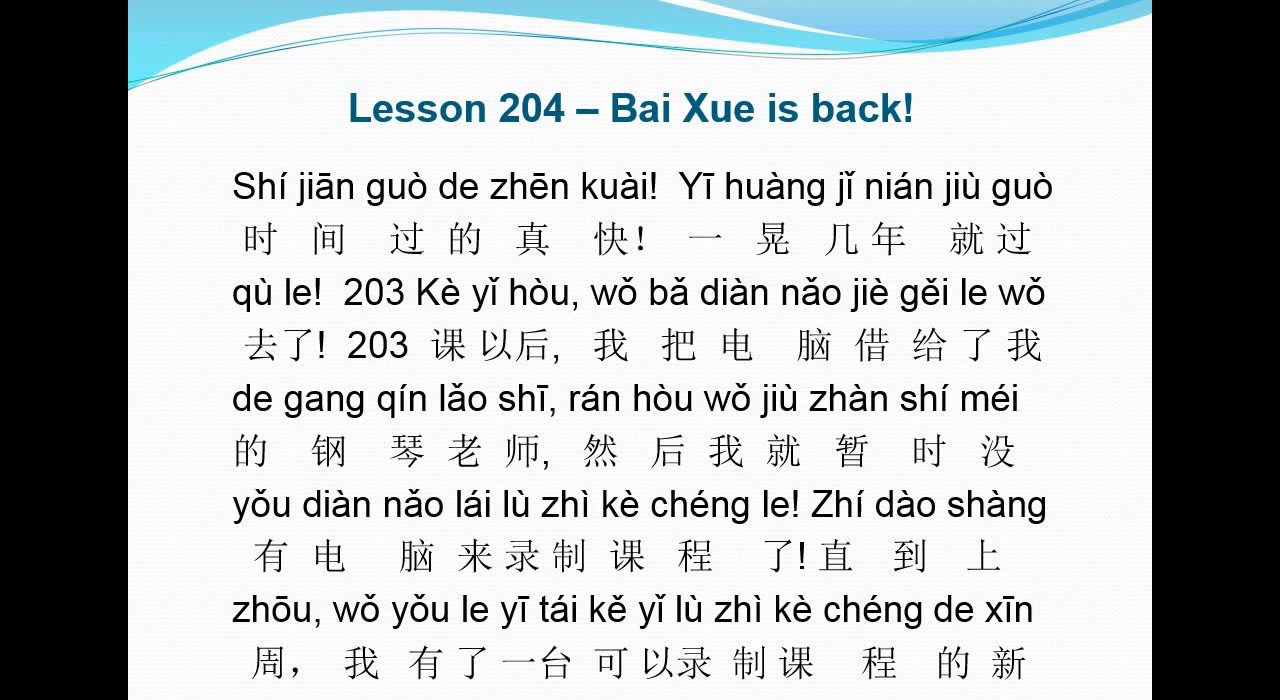 Lesson 204 – Bai Xue is back!
Shí jiān guò de zhēn kuài!  Yī huàng jǐ nián jiù guò
时 间 过 的 真 快！ 一 晃 几 年 就 过
qù le!  203 Kè yǐ hòu, wǒ bǎ diàn nǎo jiè gěi le wǒ
去了!  203 课 以后, 我 把 电 脑 借 给 了 我
de gang qín lǎo shī, rán hòu wǒ jiù zhàn shí méi
的 钢 琴 老 师, 然 后 我 就 暂 时 没
yǒu diàn nǎo lái lù zhì kè chéng le! Zhí dào shàng
有 电 脑 来 录 制 课 程 了! 直 到 上
zhōu, wǒ yǒu le yī tái kě yǐ lù zhì kè chéng de xīn
周， 我 有 了 一台 可 以录 制 课 程 的 新